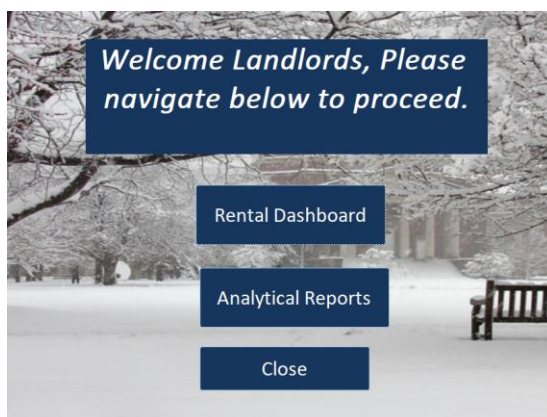 Welcome Landlords, Please
navigate below to proceed.
Rental Dashboard
Analytical Reports
Close